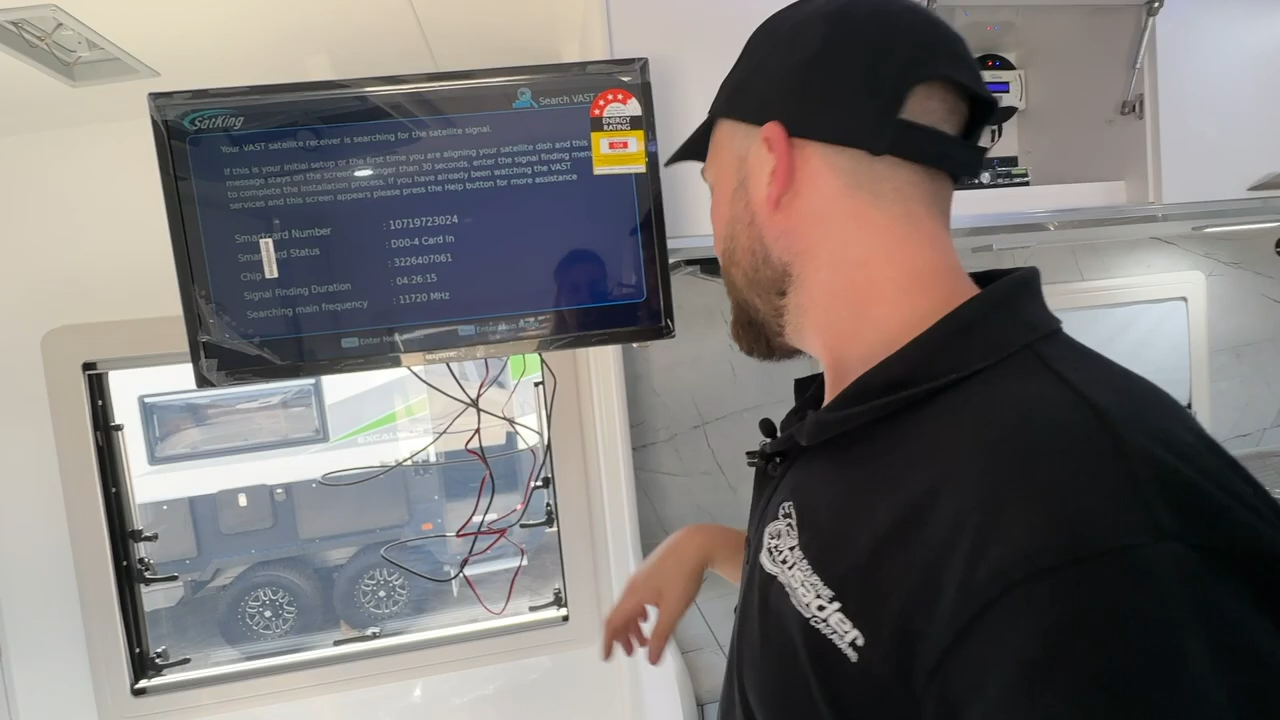 SatKing
Search VAST
Your VAST satellite receiver is searching for the satellite signal.
If this is your initial setup or the first time you are aligning your satellite dish and this
message stays on the screen longer than 30 seconds, enter the signal finding menu
to complete the installation process. If you have already been watching the VAST
services and this screen appears please press the Help button for more assistance
Smartcard Number : 10719723024
Smartcard Status : D00-4 Card In
Chip : 3226407061
Signal Finding Duration : 04:26:15
Searching main frequency : 11720 MHz
Enter Main Menu
ENERGY
RATING
EXCALIBUR